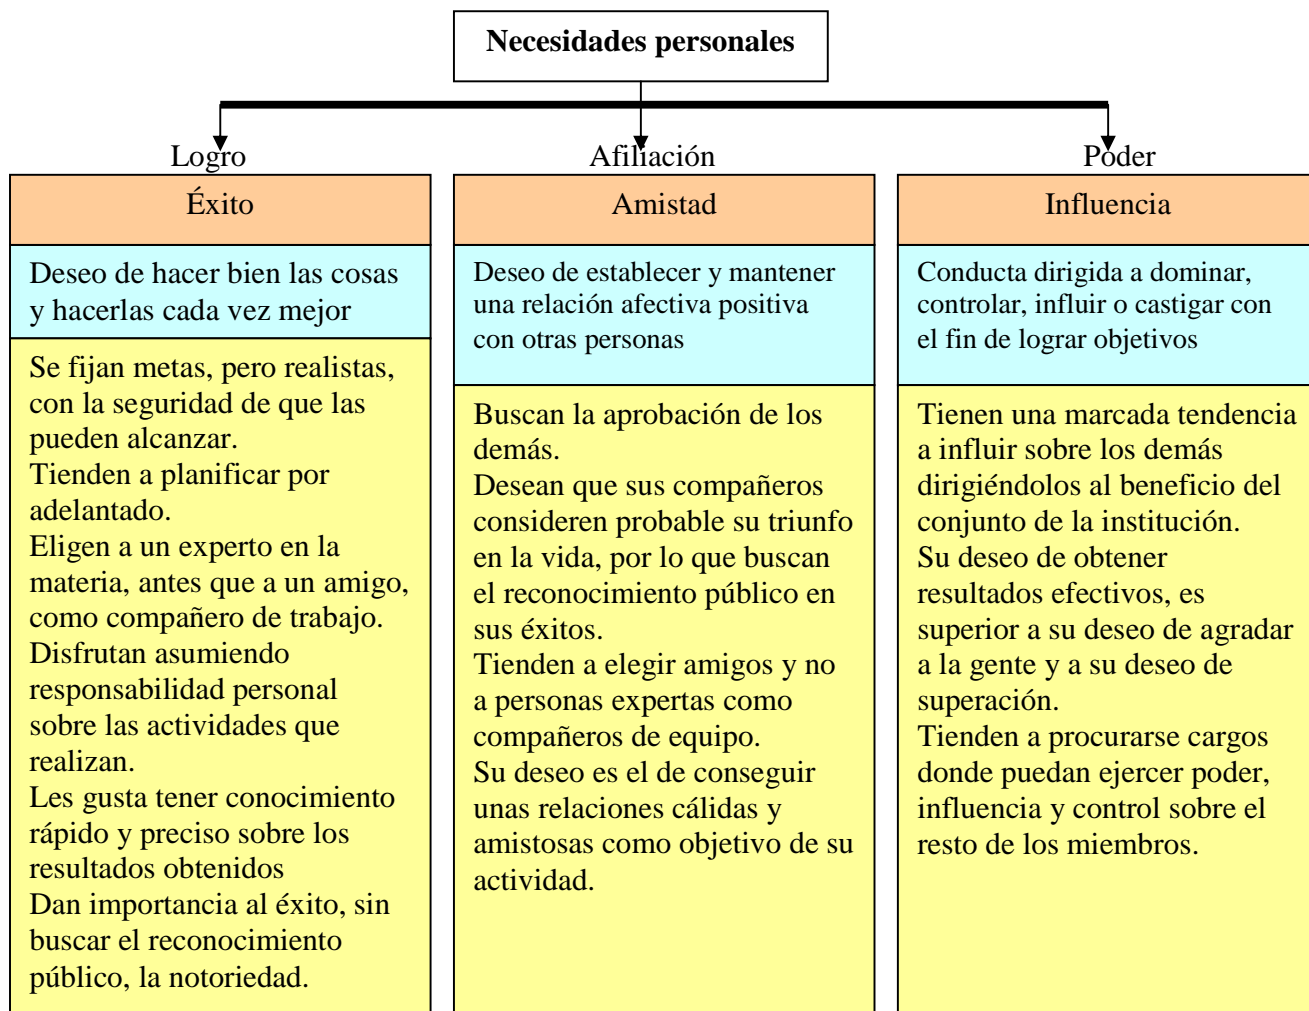 Necesidades personales
Logro
Éxito
Deseo de hacer bien las cosas
y hacerlas cada vez mejor
Se fijan metas, pero realistas,
con la seguridad de que las
pueden alcanzar.
Tienden a planificar por
adelantado.
Eligen a un experto en la
materia, antes que a un amigo,
como compañero de trabajo.
Disfrutan asumiendo
responsabilidad personal
sobre las actividades que
realizan.
Les gusta tener conocimiento
rápido y preciso sobre los
resultados obtenidos
Dan importancia al éxito, sin
buscar el reconocimiento
público, la notoriedad.
Afiliación
Amistad
Deseo de establecer y mantener
una relación afectiva positiva
con otras personas
Buscan la aprobación de los
demás.
Desean que sus compañeros
consideren probable su triunfo
en la vida, por lo que buscan
el reconocimiento público en
sus éxitos.
Tienden a elegir amigos y no
a personas expertas como
compañeros de equipo.
Su deseo es el de conseguir
unas relaciones cálidas y
amistosas como objetivo de su
actividad.
Poder
Influencia
Conducta dirigida a dominar,
controlar, influir o castigar con
el fin de lograr objetivos
Tienen una marcada tendencia
a influir sobre los demás
dirigiéndolos al beneficio del
conjunto de la institución.
Su deseo de obtener
resultados efectivos, es
superior a su deseo de agradar
a la gente y a su deseo de
superación.
Tienden a procurarse cargos
donde puedan ejercer poder,
influencia y control sobre el
resto de los miembros.